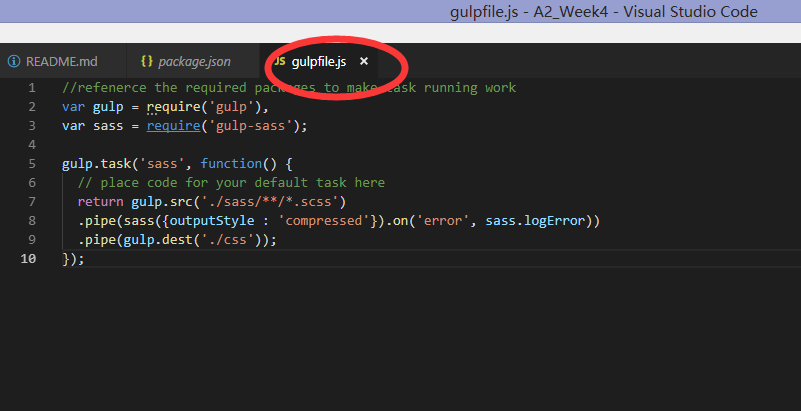 gulpfile.js - A2_Week4 - Visual Studio Code
README.md {} package.json JS gulpfile.js ×
1 //refenerce the required packages to make task running work
2 var gulp = require('gulp'),
3 var sass = require('gulp-sass');
4
5 gulp.task('sass', function() {
6 // place code for your default task here
7 return gulp.src('./sass/**/*.scss')
8 .pipe(sass({outputStyle : 'compressed'}).on('error', sass.logError))
9 .pipe(gulp.dest('./css'));
10 });